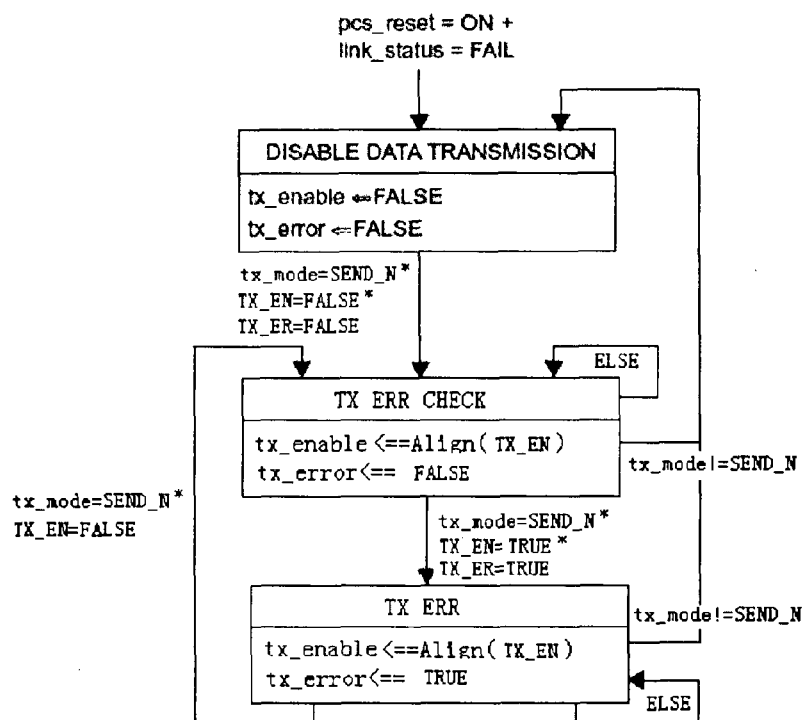 pcs_reset = ON +
link_status = FAIL
DISABLE DATA TRANSMISSION
tx_enable ⇐FALSE
tx_error ⇐FALSE
tx_mode=SEND_N*
TX_EN=FALSE*
TX_ER=FALSE
ELSE
TX ERR CHECK
tx_enable<==Align(TX_EN)
tx_error<== FALSE
tx_mode!=SEND_N
tx_mode=SEND_N*
TX_EN=FALSE
tx_mode=SEND_N*
TX_EN=TRUE*
TX_ER=TRUE
TX ERR
tx_mode!=SEND_N
tx_enable<==Align(TX_EN)
tx_error<== TRUE
ELSE